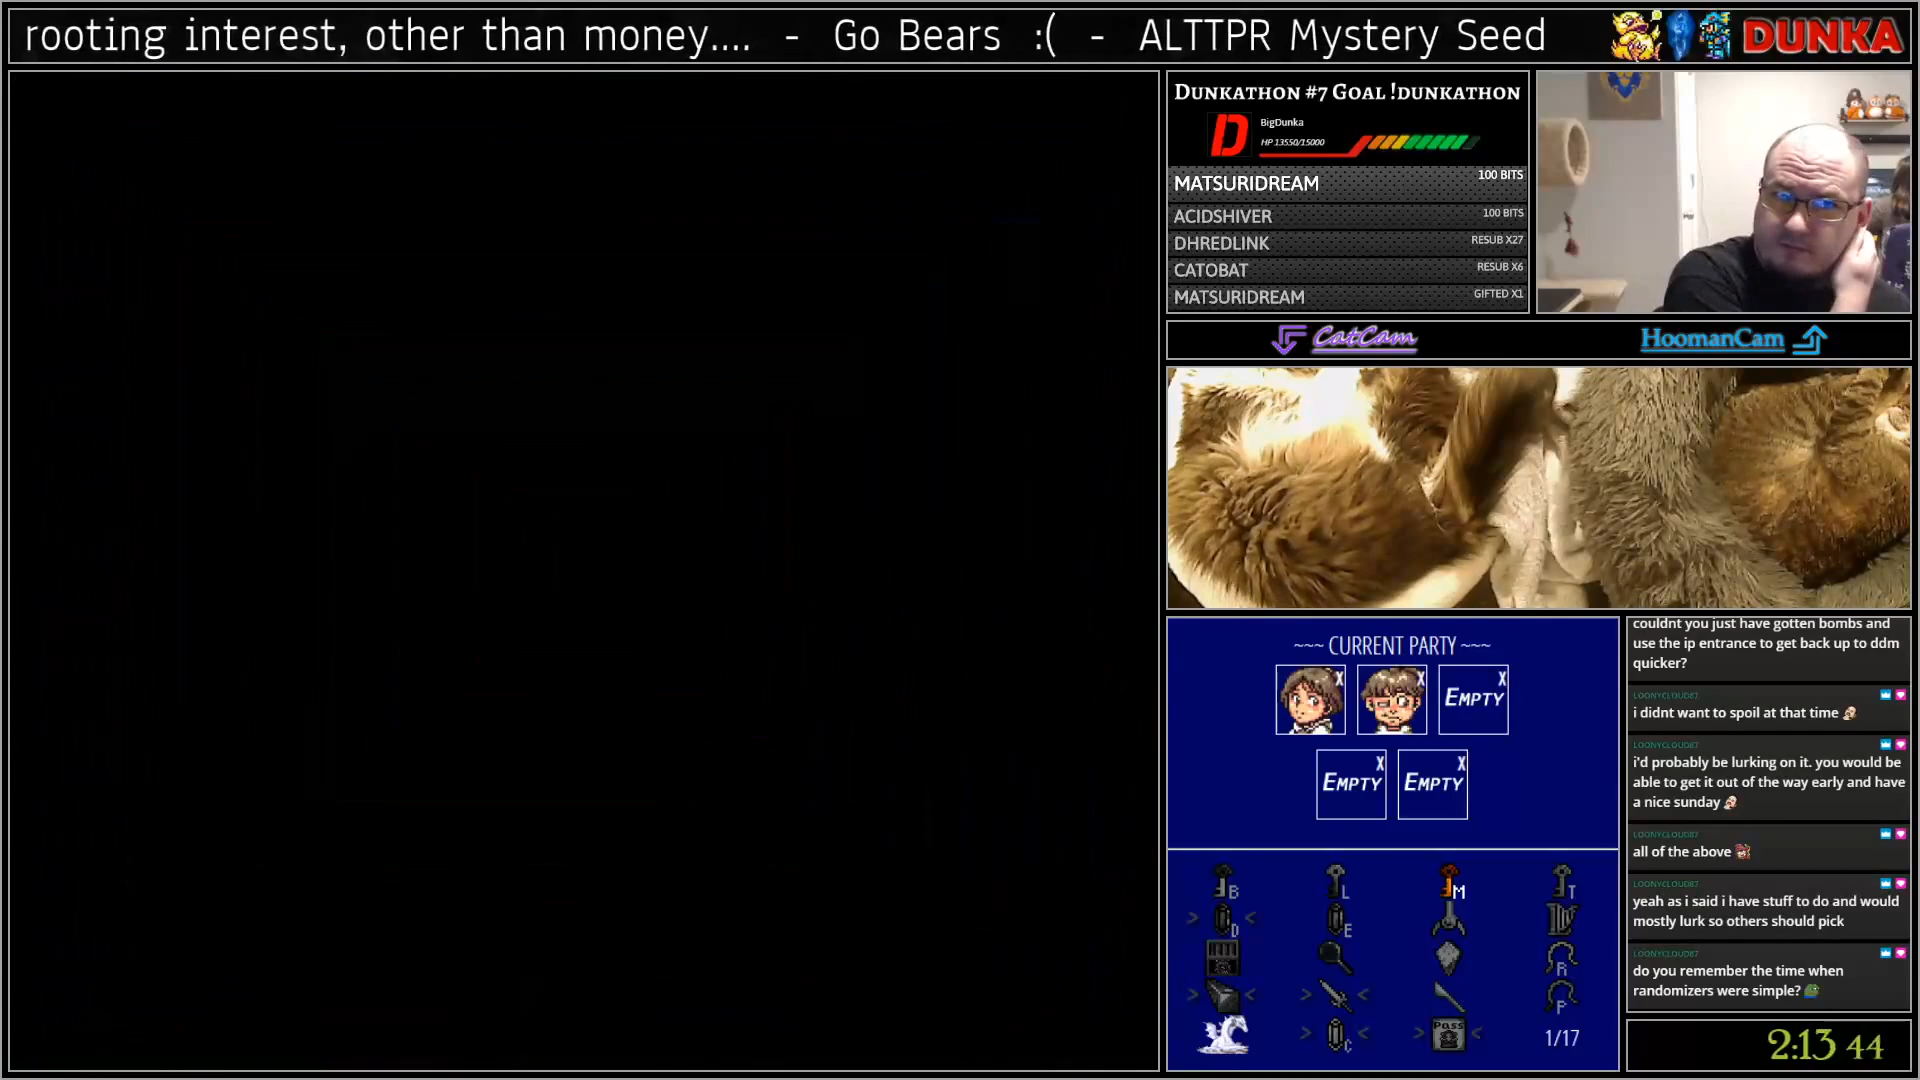 rooting interest, other than money.... - Go Bears :( - ALTTPR Mystery Seed
DUNKA
DUNKATHON #7 GOAL !DUNKATHON
D
BigDunka
HP 13550/15000
MATSURIDREAM 100 BITS
ACIDSHIVER 100 BITS
DHREDLINK RESUB X27
CATOBAT RESUB X6
MATSURIDREAM GIFTED X1
CatCam
HoomanCam
~~~ CURRENT PARTY ~~~
X X X
EMPTY
X X
EMPTY EMPTY
B L M T
> D < E
R
> < > < P
> C < > PASS < 1/17
couldnt you just have gotten bombs and
use the ip entrance to get back up to ddm
quicker?
LOONYCLOUD87
i didnt want to spoil at that time
LOONYCLOUD87
i'd probably be lurking on it. you would be
able to get it out of the way early and have
a nice sunday
LOONYCLOUD87
all of the above
LOONYCLOUD87
yeah as i said i have stuff to do and would
mostly lurk so others should pick
LOONYCLOUD87
do you remember the time when
randomizers were simple?
2:13 44